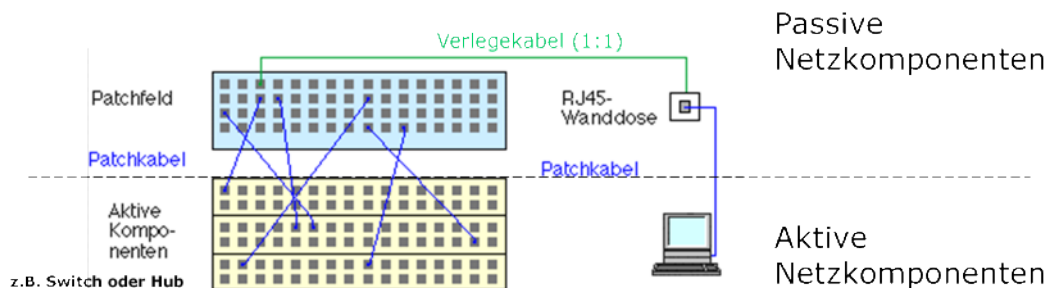 Verlegekabel (1:1)
Passive
Netzkomponenten
Patchfeld
RJ45-
Wanddose
Patchkabel
Patchkabel
Aktive
Kompo-
nenten
z.B. Switch oder Hub
Aktive
Netzkomponenten